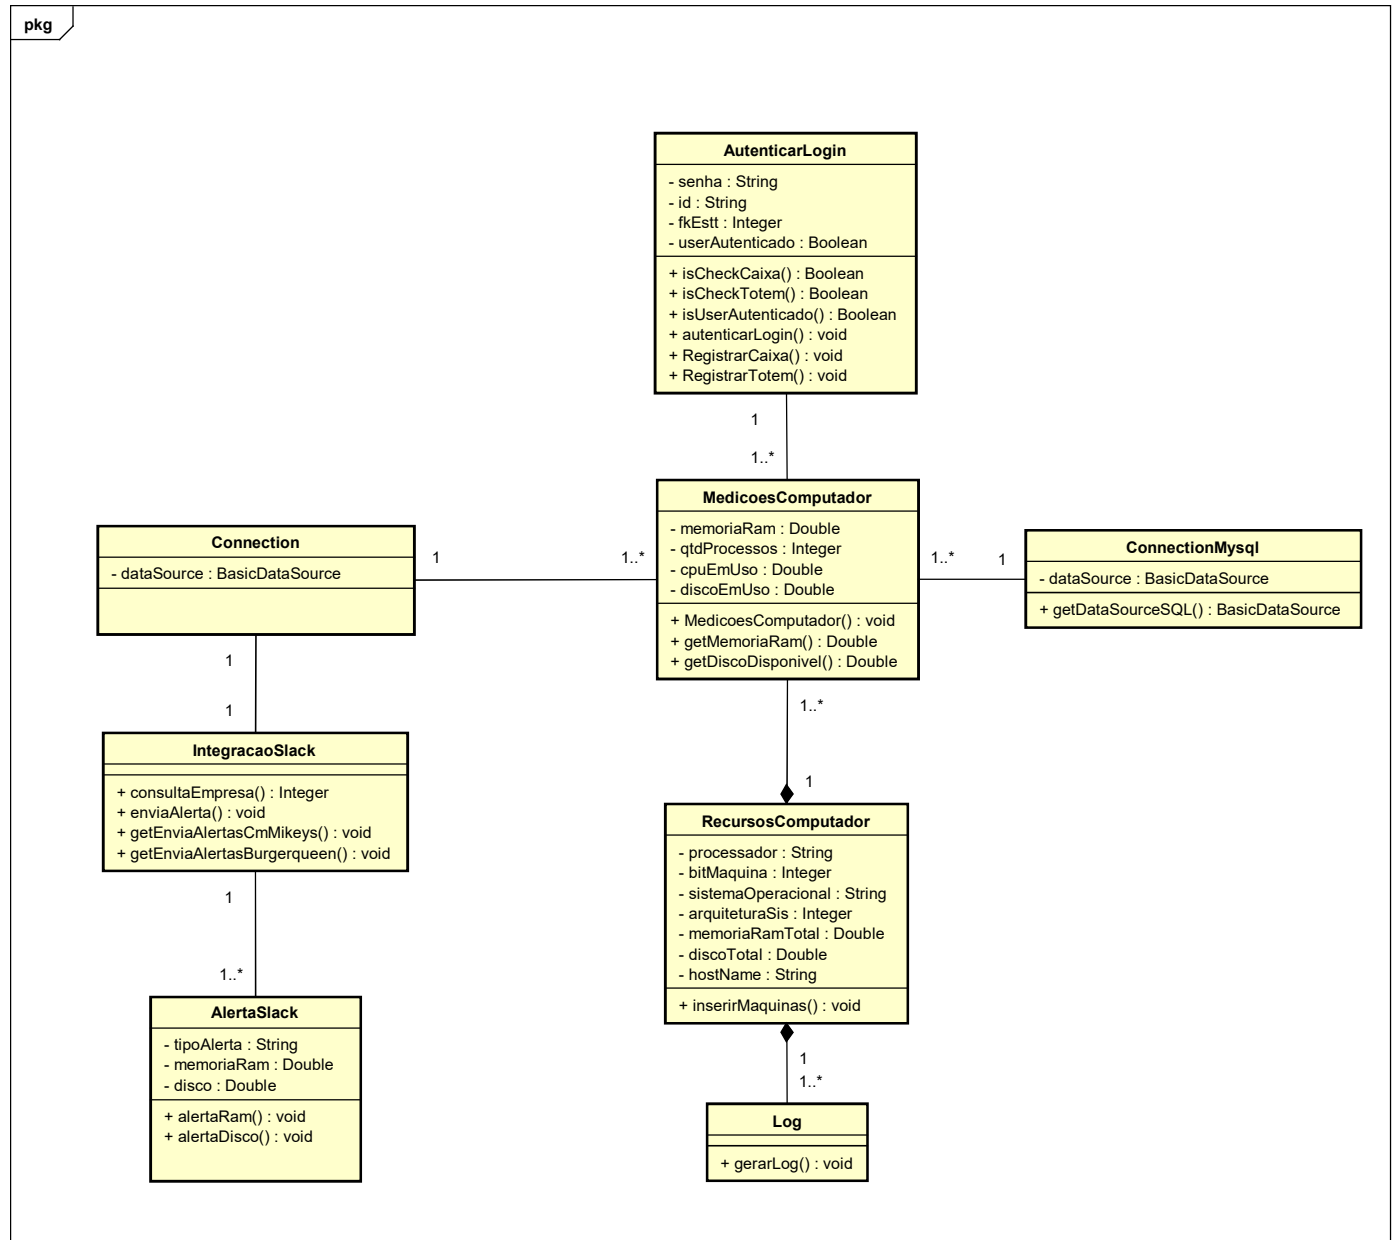 pkg
AutenticarLogin
- senha : String
- id : String
- fkEstt : Integer
- userAutenticado : Boolean
+ isCheckCaixa() : Boolean
+ isCheckTotem() : Boolean
+ isUserAutenticado() : Boolean
+ autenticarLogin() : void
+ RegistrarCaixa() : void
+ RegistrarTotem() : void
1
1..*
MedicoesComputador
- memoriaRam : Double
- qtdProcessos : Integer
- cpuEmUso : Double
- discoEmUso : Double
+ MedicoesComputador() : void
+ getMemoriaRam() : Double
+ getDiscoDisponivel() : Double
Connection
- dataSource : BasicDataSource
1
1..*
1..*
1
ConnectionMysql
- dataSource : BasicDataSource
+ getDataSourceSQL() : BasicDataSource
1
1
IntegracaoSlack
+ consultaEmpresa() : Integer
+ enviaAlerta() : void
+ getEnviaAlertasCmMikeys() : void
+ getEnviaAlertasBurgerqueen() : void
1
1..*
AlertaSlack
- tipoAlerta : String
- memoriaRam : Double
- disco : Double
+ alertaRam() : void
+ alertaDisco() : void
1..*
1
RecursosComputador
- processador : String
- bitMaquina : Integer
- sistemaOperacional : String
- arquiteturaSis : Integer
- memoriaRamTotal : Double
- discoTotal : Double
- hostName : String
+ inserirMaquinas() : void
1
1..*
Log
+ gerarLog() : void